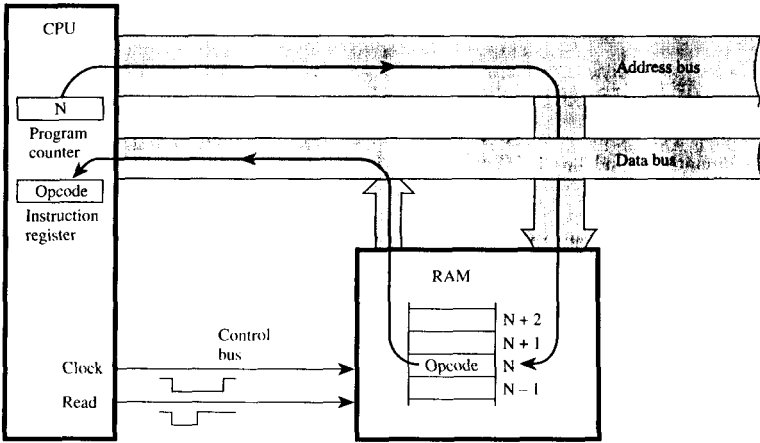 CPU
Address bus
N
Program
counter
Data bus
Opcode
Instruction
register
RAM
N + 2
N + 1
Opcode
N
N – 1
Control
bus
Clock
Read